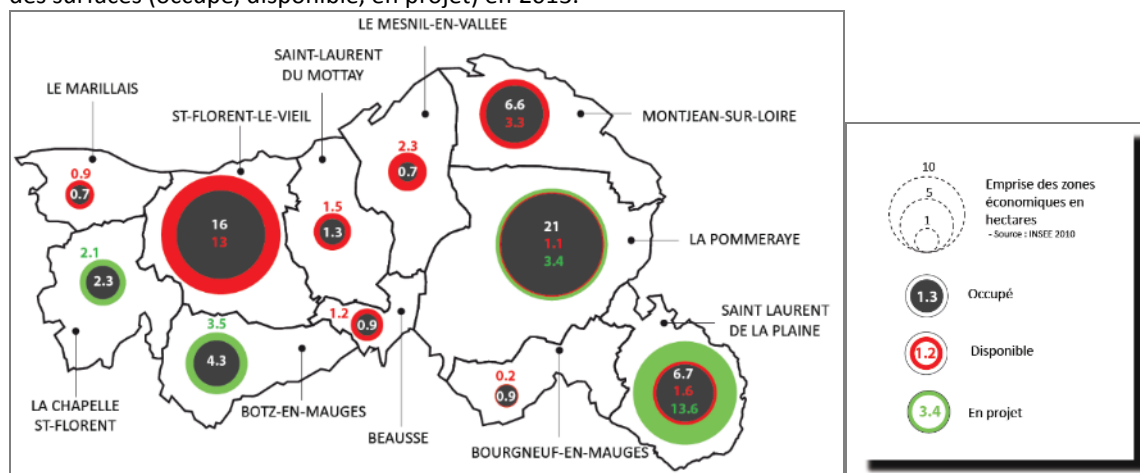 des surfaces (occupé, disponible, en projet) en 2013.
LE MESNIL-EN-VALLEE
SAINT-LAURENT
DU MOTTAY
LE MARILLAIS
ST-FLORENT-LE-VIEIL
MONTJEAN-SUR-LOIRE
6.6
3.3
2.3
0.7
0.9
0.7
16
13
1.5
1.3
21
1.1
3.4
LA POMMERAYE
2.1
2.3
SAINT LAURENT
DE LA PLAINE
1.2
0.9
3.5
4.3
6.7
1.6
13.6
0.2
0.9
LA CHAPELLE
ST-FLORENT
BOTZ-EN-MAUGES
BEAUSSE
BOURGNEUF-EN-MAUGES
10
5
1
Emprise des zones
économiques en
hectares
- Source : INSEE 2010
1.3
Occupé
1.2
Disponible
3.4
En projet